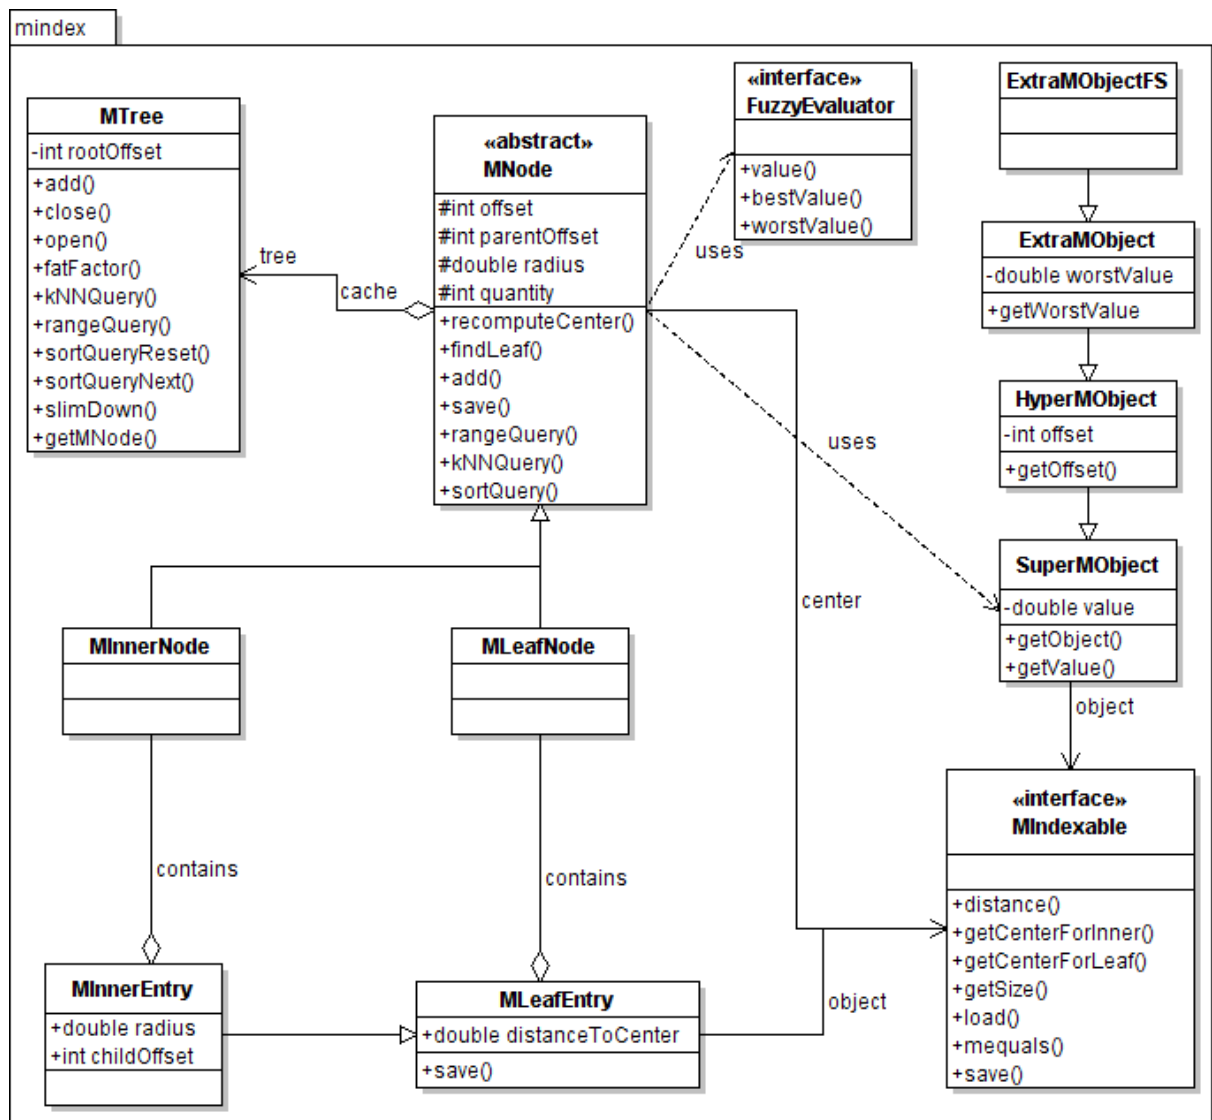 mindex
MTree
-int rootOffset
+add()
+close()
+open()
+fatFactor()
+kNNQuery()
+rangeQuery()
+sortQueryReset()
+sortQueryNext()
+slimDown()
+getMNode()
tree
cache
«abstract»
MNode
#int offset
#int parentOffset
#double radius
#int quantity
+recomputeCenter()
+findLeaf()
+add()
+save()
+rangeQuery()
+kNNQuery()
+sortQuery()
«interface»
FuzzyEvaluator
+value()
+bestValue()
+worstValue()
uses
uses
center
ExtraMObjectFS
ExtraMObject
-double worstValue
+getWorstValue
HyperMObject
-int offset
+getOffset()
SuperMObject
-double value
+getObject()
+getValue()
object
MInnerNode
MLeafNode
contains
contains
MInnerEntry
+double radius
+int childOffset
MLeafEntry
+double distanceToCenter
+save()
object
«interface»
MIndexable
+distance()
+getCenterForInner()
+getCenterForLeaf()
+getSize()
+load()
+mequals()
+save()